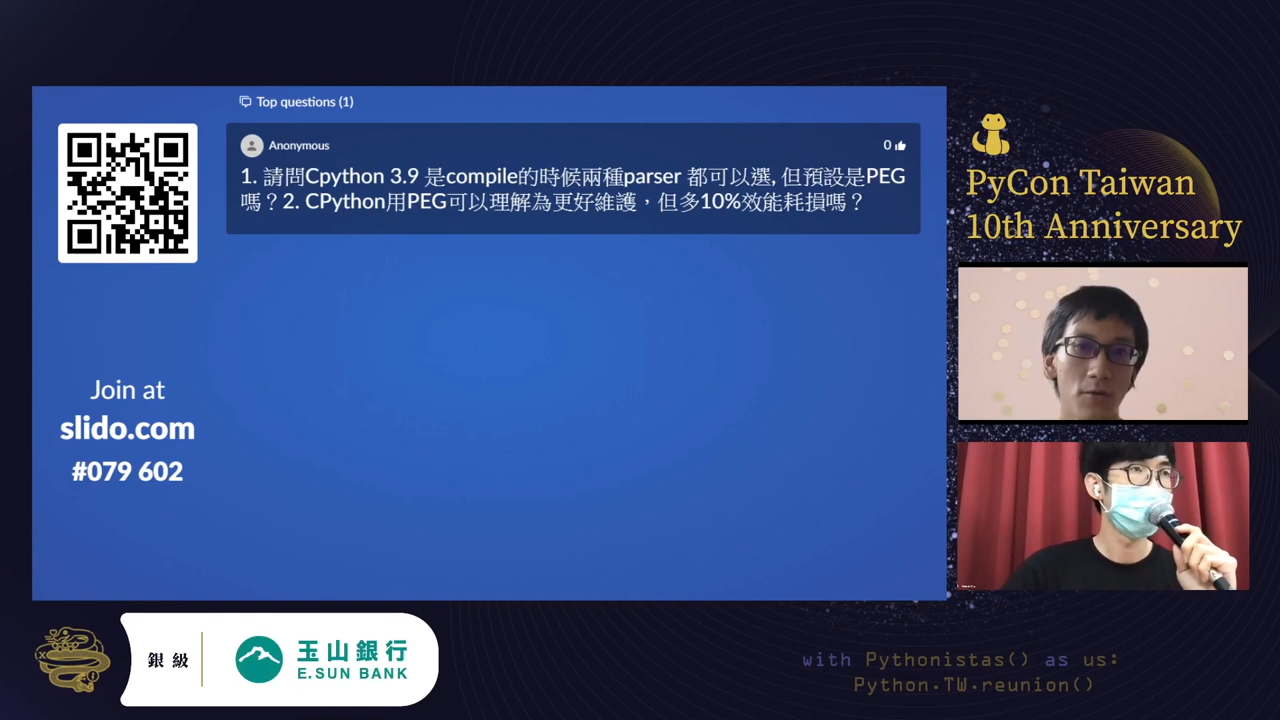 Top questions (1)
Anonymous
0
1. 請問Cpython 3.9 是compile的時候兩種parser 都可以選, 但預設是PEG
嗎？2. CPython用PEG可以理解為更好維護，但多10%效能耗損嗎？
Join at
slido.com
#079 602
PyCon Taiwan
10th Anniversary
銀級
玉山銀行
E.SUN BANK
with Pythonistas() as us:
Python.TW.reunion()